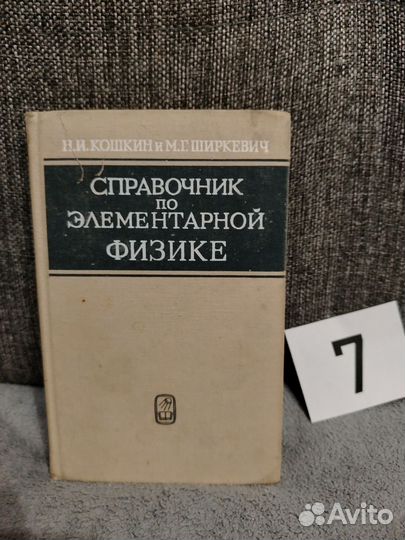 Н.И. КОШКИН и М.Г. ШИРКЕВИЧ
СПРАВОЧНИК
ПО
ЭЛЕМЕНТАРНОЙ
ФИЗИКЕ
7
Avito